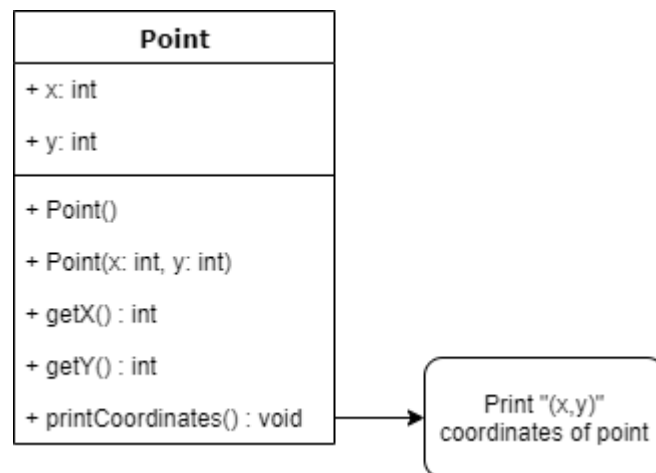 Point
+ x: int
+ y: int
+ Point()
+ Point(x: int, y: int)
+ getX() : int
+ getY() : int
+ printCoordinates() : void
Print "(x,y)"
coordinates of point